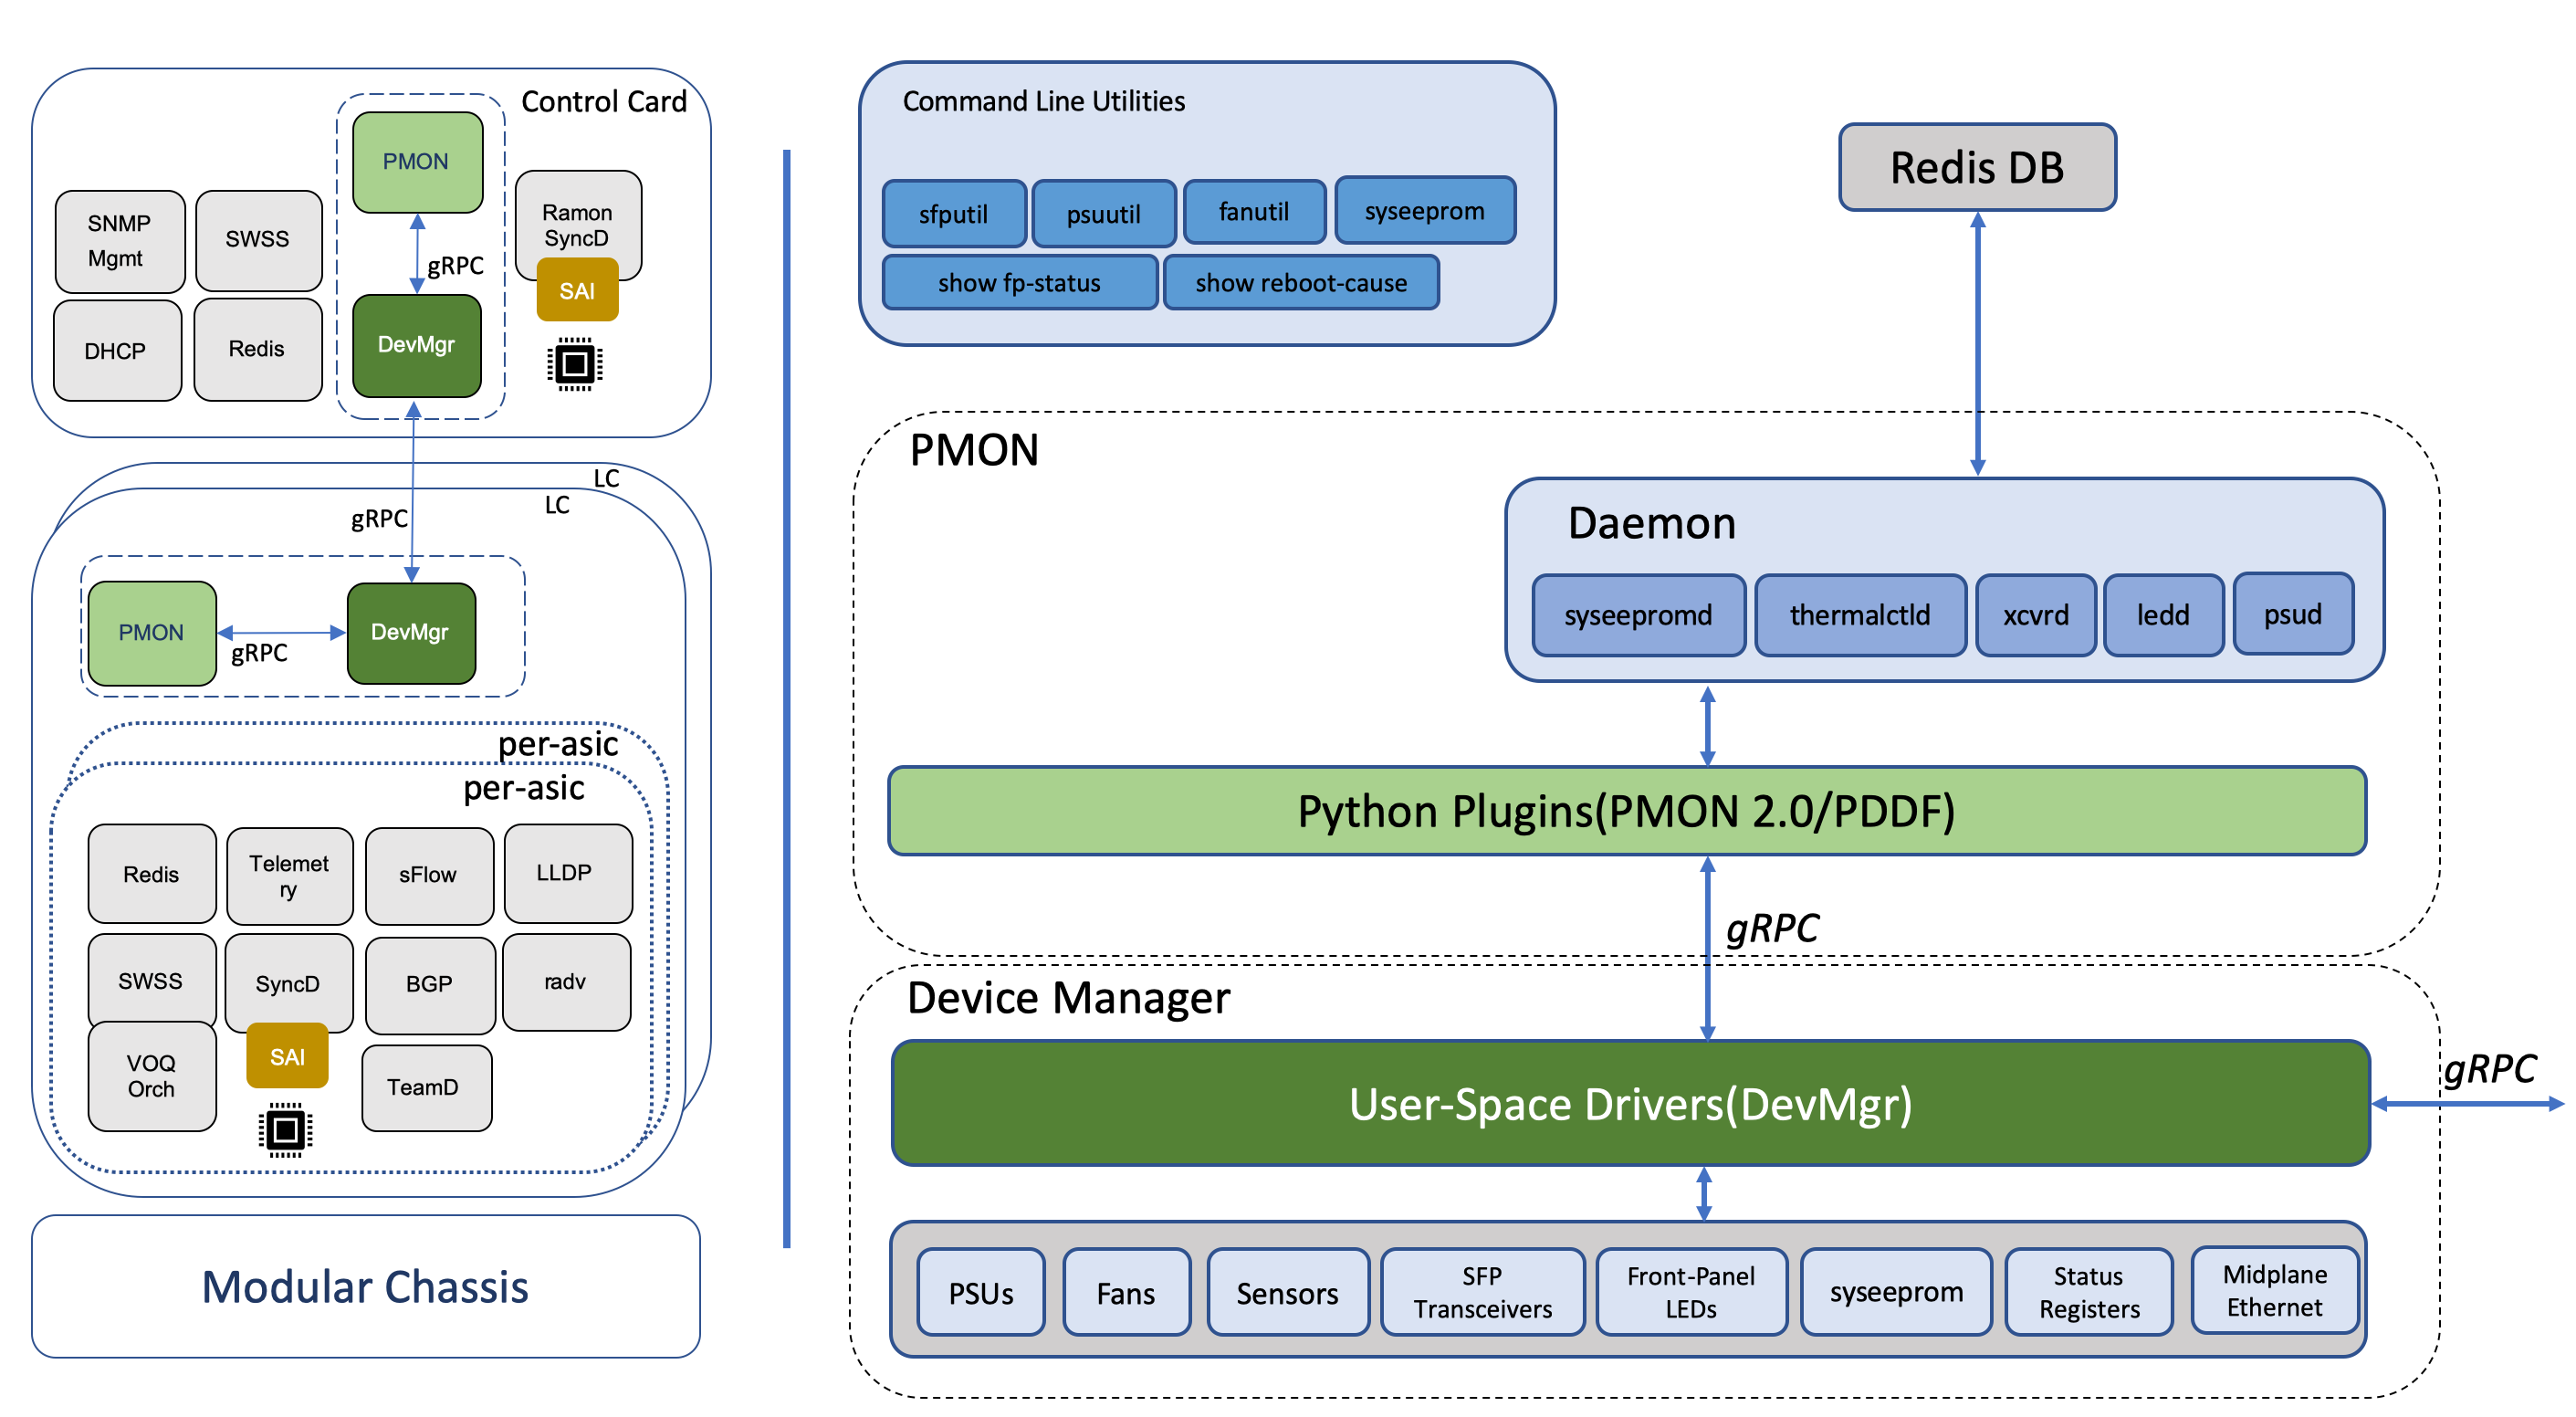 Control Card
PMON
gRPC
DevMgr
SNMP
Mgmt
SWSS
DHCP
Redis
Ramon
SyncD
SAI
LC
LC
gRPC
PMON
gRPC
DevMgr
per-asic
per-asic
Redis
Telemet
ry
sFlow
LLDP
SWSS
SyncD
BGP
radv
VOQ
Orch
SAI
TeamD
Modular Chassis
Command Line Utilities
sfputil
psuutil
fanutil
syseeprom
show fp-status
show reboot-cause
Redis DB
PMON
Daemon
syseepromd
thermalctld
xcvrd
ledd
psud
Python Plugins(PMON 2.0/PDDF)
gRPC
Device Manager
User-Space Drivers(DevMgr)
gRPC
PSUs
Fans
Sensors
SFP
Transceivers
Front-Panel
LEDs
syseeprom
Status
Registers
Midplane
Ethernet